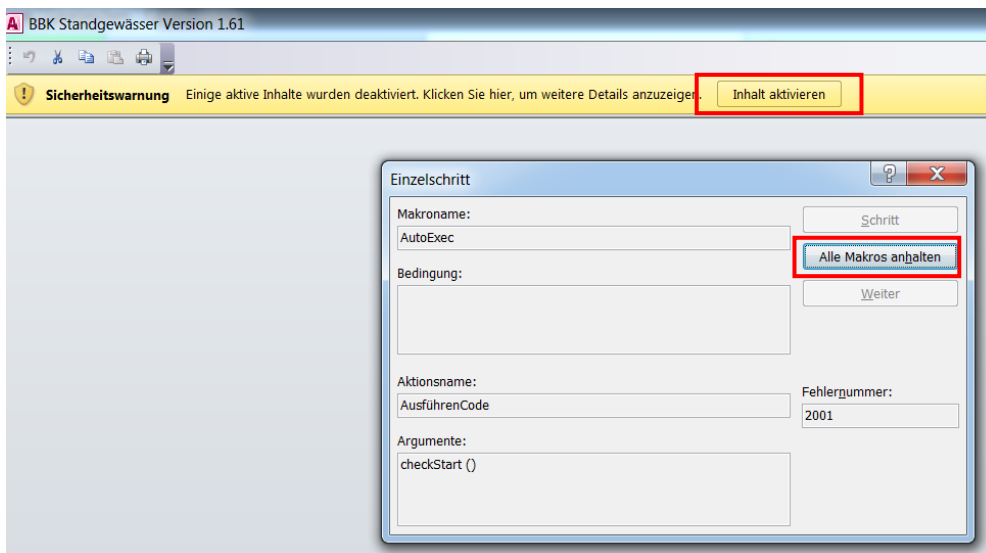 A BBK Standgewässer Version 1.61
Sicherheitswarnung Einige aktive Inhalte wurden deaktiviert. Klicken Sie hier, um weitere Details anzuzeigen. Inhalt aktivieren
Einzelschritt
Makroname:
AutoExec
Bedingung:
Aktionsname:
AusführenCode
Argumente:
checkStart ()
Schritt
Alle Makros anhalten
Weiter
Fehlernummer:
2001